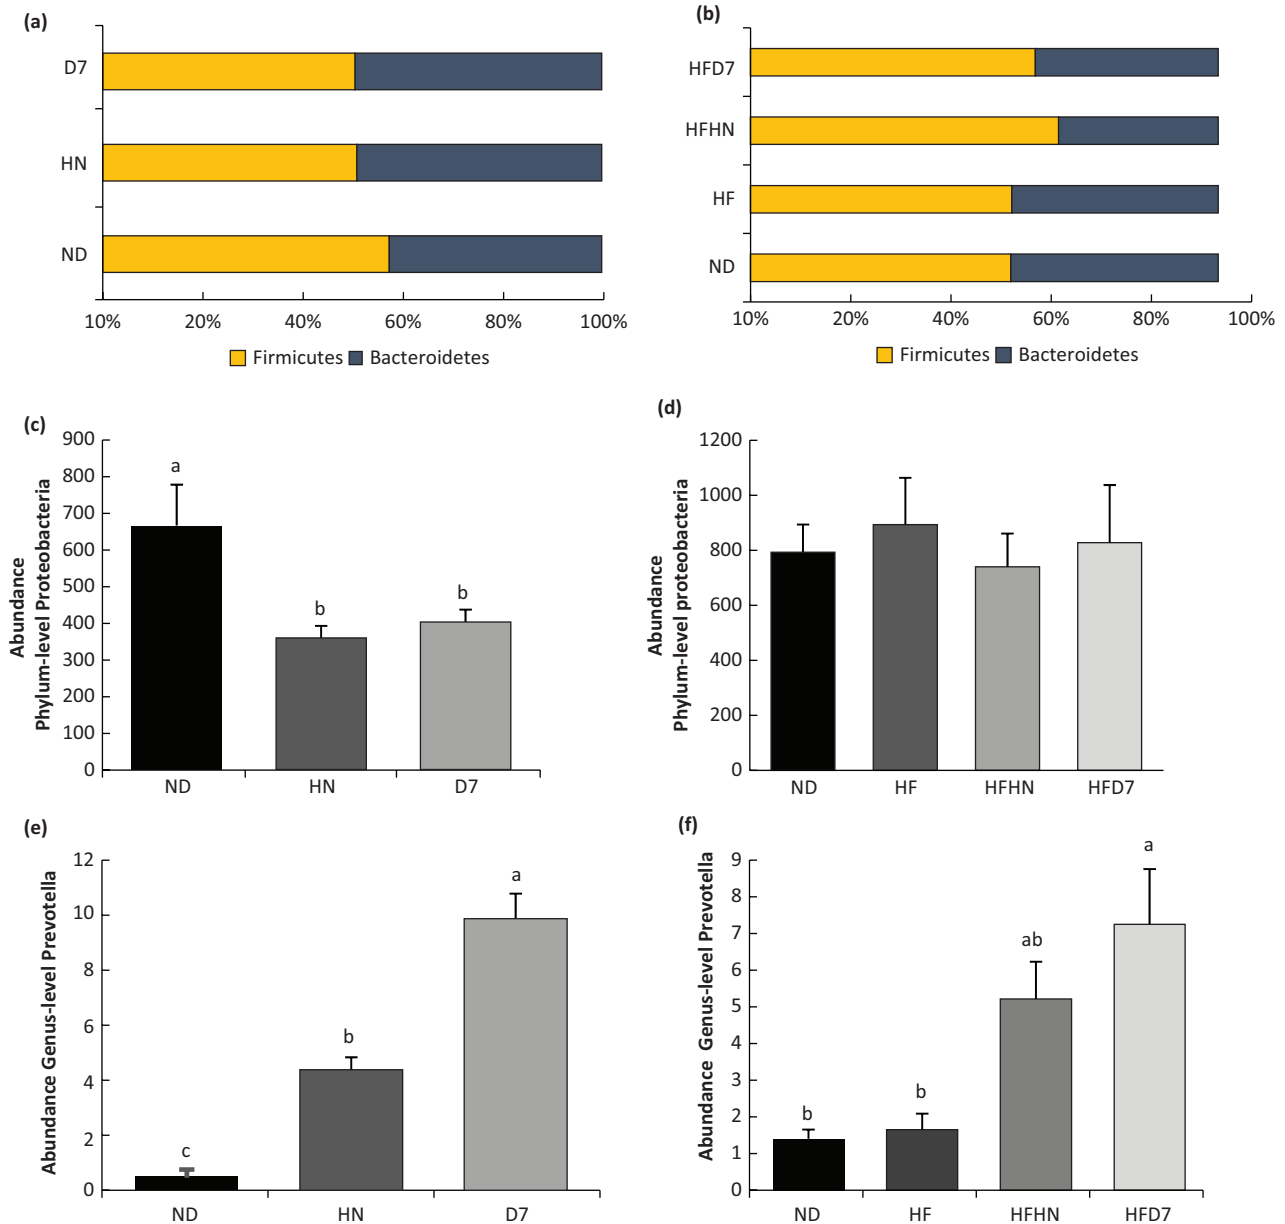 (a)
D7
HN
ND
10% 20% 40% 60% 80% 100%
Firmicutes Bacteroidetes
(b)
HFD7
HFHN
HF
ND
10% 20% 40% 60% 80% 100%
Firmicutes Bacteroidetes
(c)
Abundance
Phylum-level Proteobacteria
900
800
700
600
500
400
300
200
100
0
a
b
b
ND HN D7
(d)
Abundance
Phylum-level proteobacteria
1200
1000
800
600
400
200
0
ND HF HFHN HFD7
(e)
Abundance Genus-level Prevotella
12
10
8
6
4
2
0
c
b
a
ND HN D7
(f)
Abundance Genus-level Prevotella
9
8
7
6
5
4
3
2
1
0
b
b
ab
a
ND HF HFHN HFD7